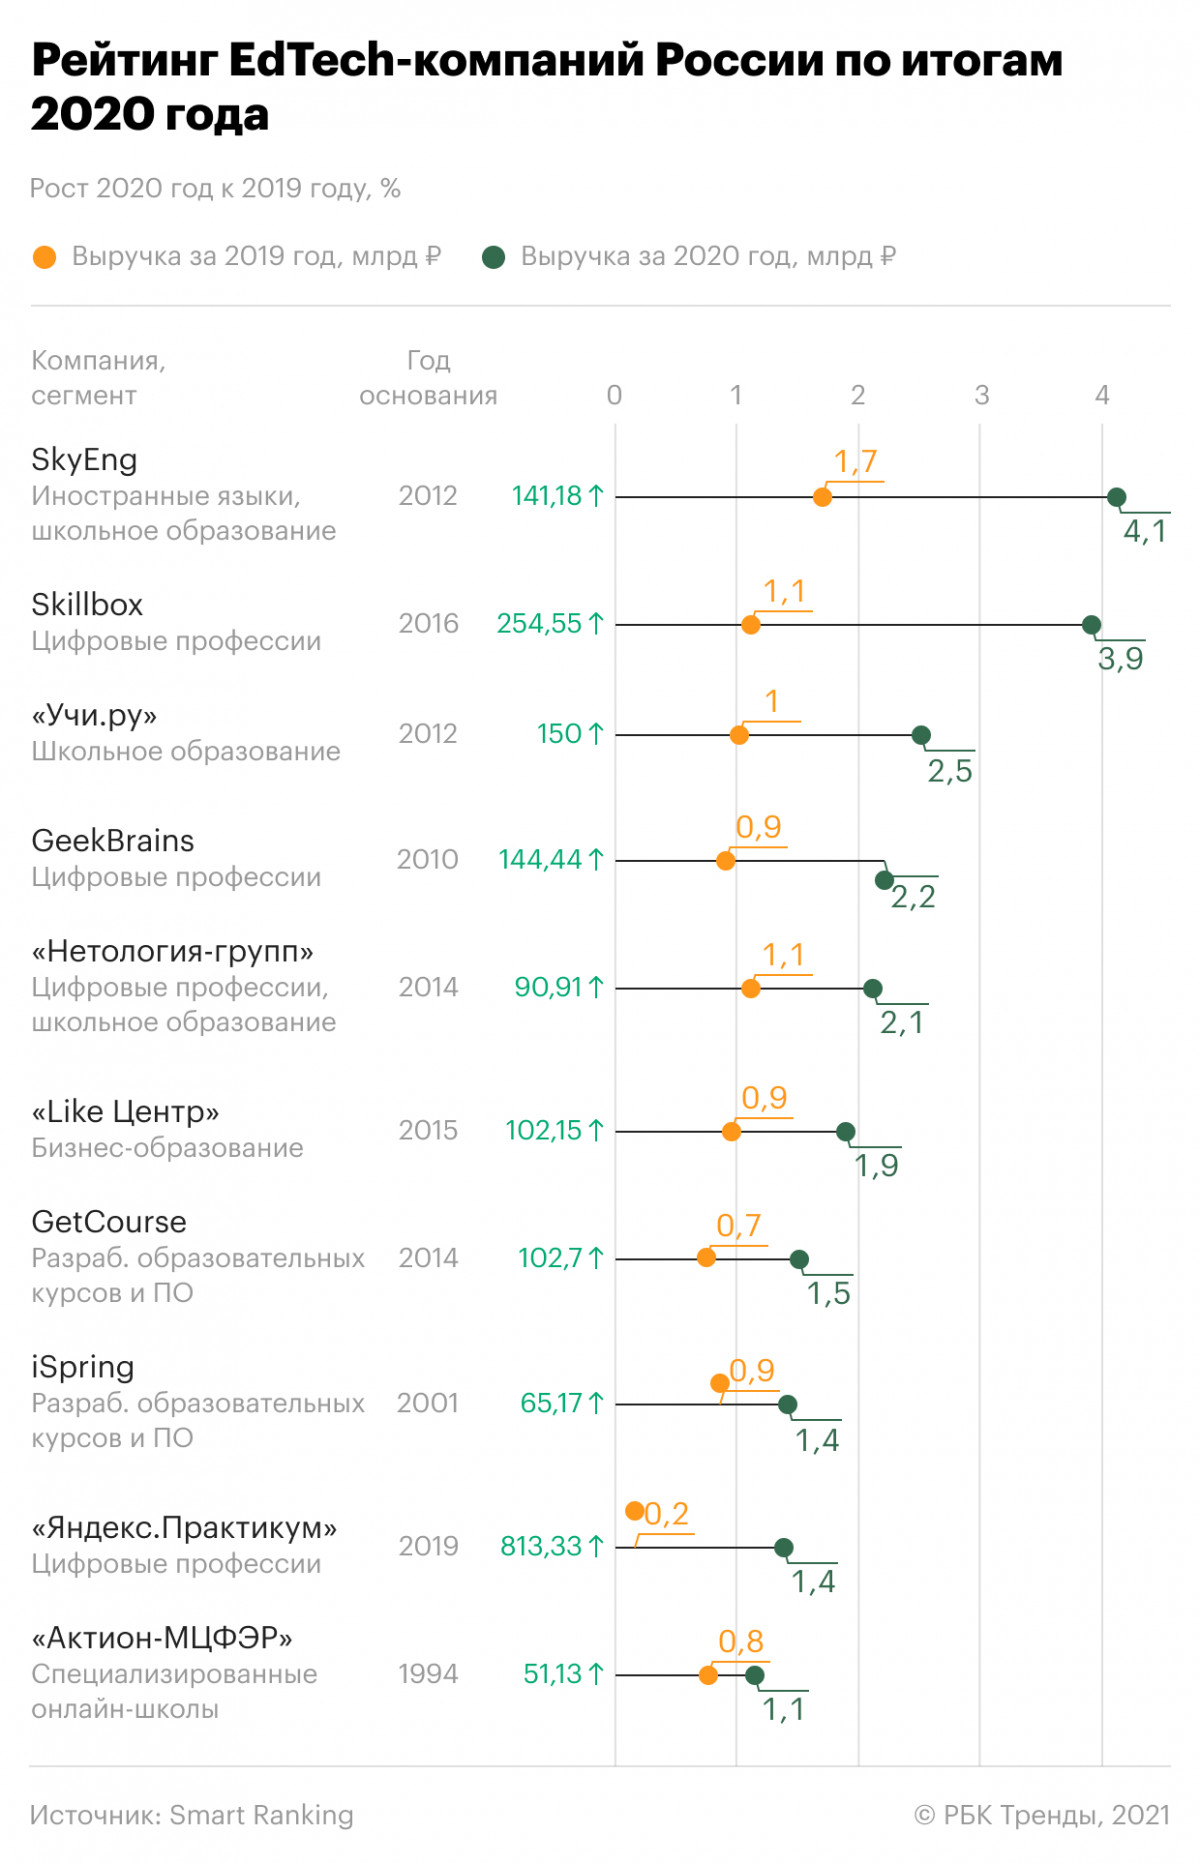 Рейтинг EdTech-компаний России по итогам
2020 года
Рост 2020 год к 2019 году, %
Выручка за 2019 год, млрд ₽ Выручка за 2020 год, млрд ₽
Компания,
сегмент
Год
основания
0 1 2 3 4
SkyEng
Иностранные языки,
школьное образование
2012
141,18 ↑
1,7
4,1
Skillbox
Цифровые профессии
2016
254,55 ↑
1,1
3,9
«Учи.ру»
Школьное образование
2012
150 ↑
1
2,5
GeekBrains
Цифровые профессии
2010
144,44 ↑
0,9
2,2
«Нетология-групп»
Цифровые профессии,
школьное образование
2014
90,91 ↑
1,1
2,1
«Like Центр»
Бизнес-образование
2015
102,15 ↑
0,9
1,9
GetCourse
Разраб. образовательных
курсов и ПО
2014
102,7 ↑
0,7
1,5
iSpring
Разраб. образовательных
курсов и ПО
2001
65,17 ↑
0,9
1,4
«Яндекс.Практикум»
Цифровые профессии
2019
813,33 ↑
0,2
1,4
«Актион-МЦФЭР»
Специализированные
онлайн-школы
1994
51,13 ↑
0,8
1,1
Источник: Smart Ranking
© РБК Тренды, 2021